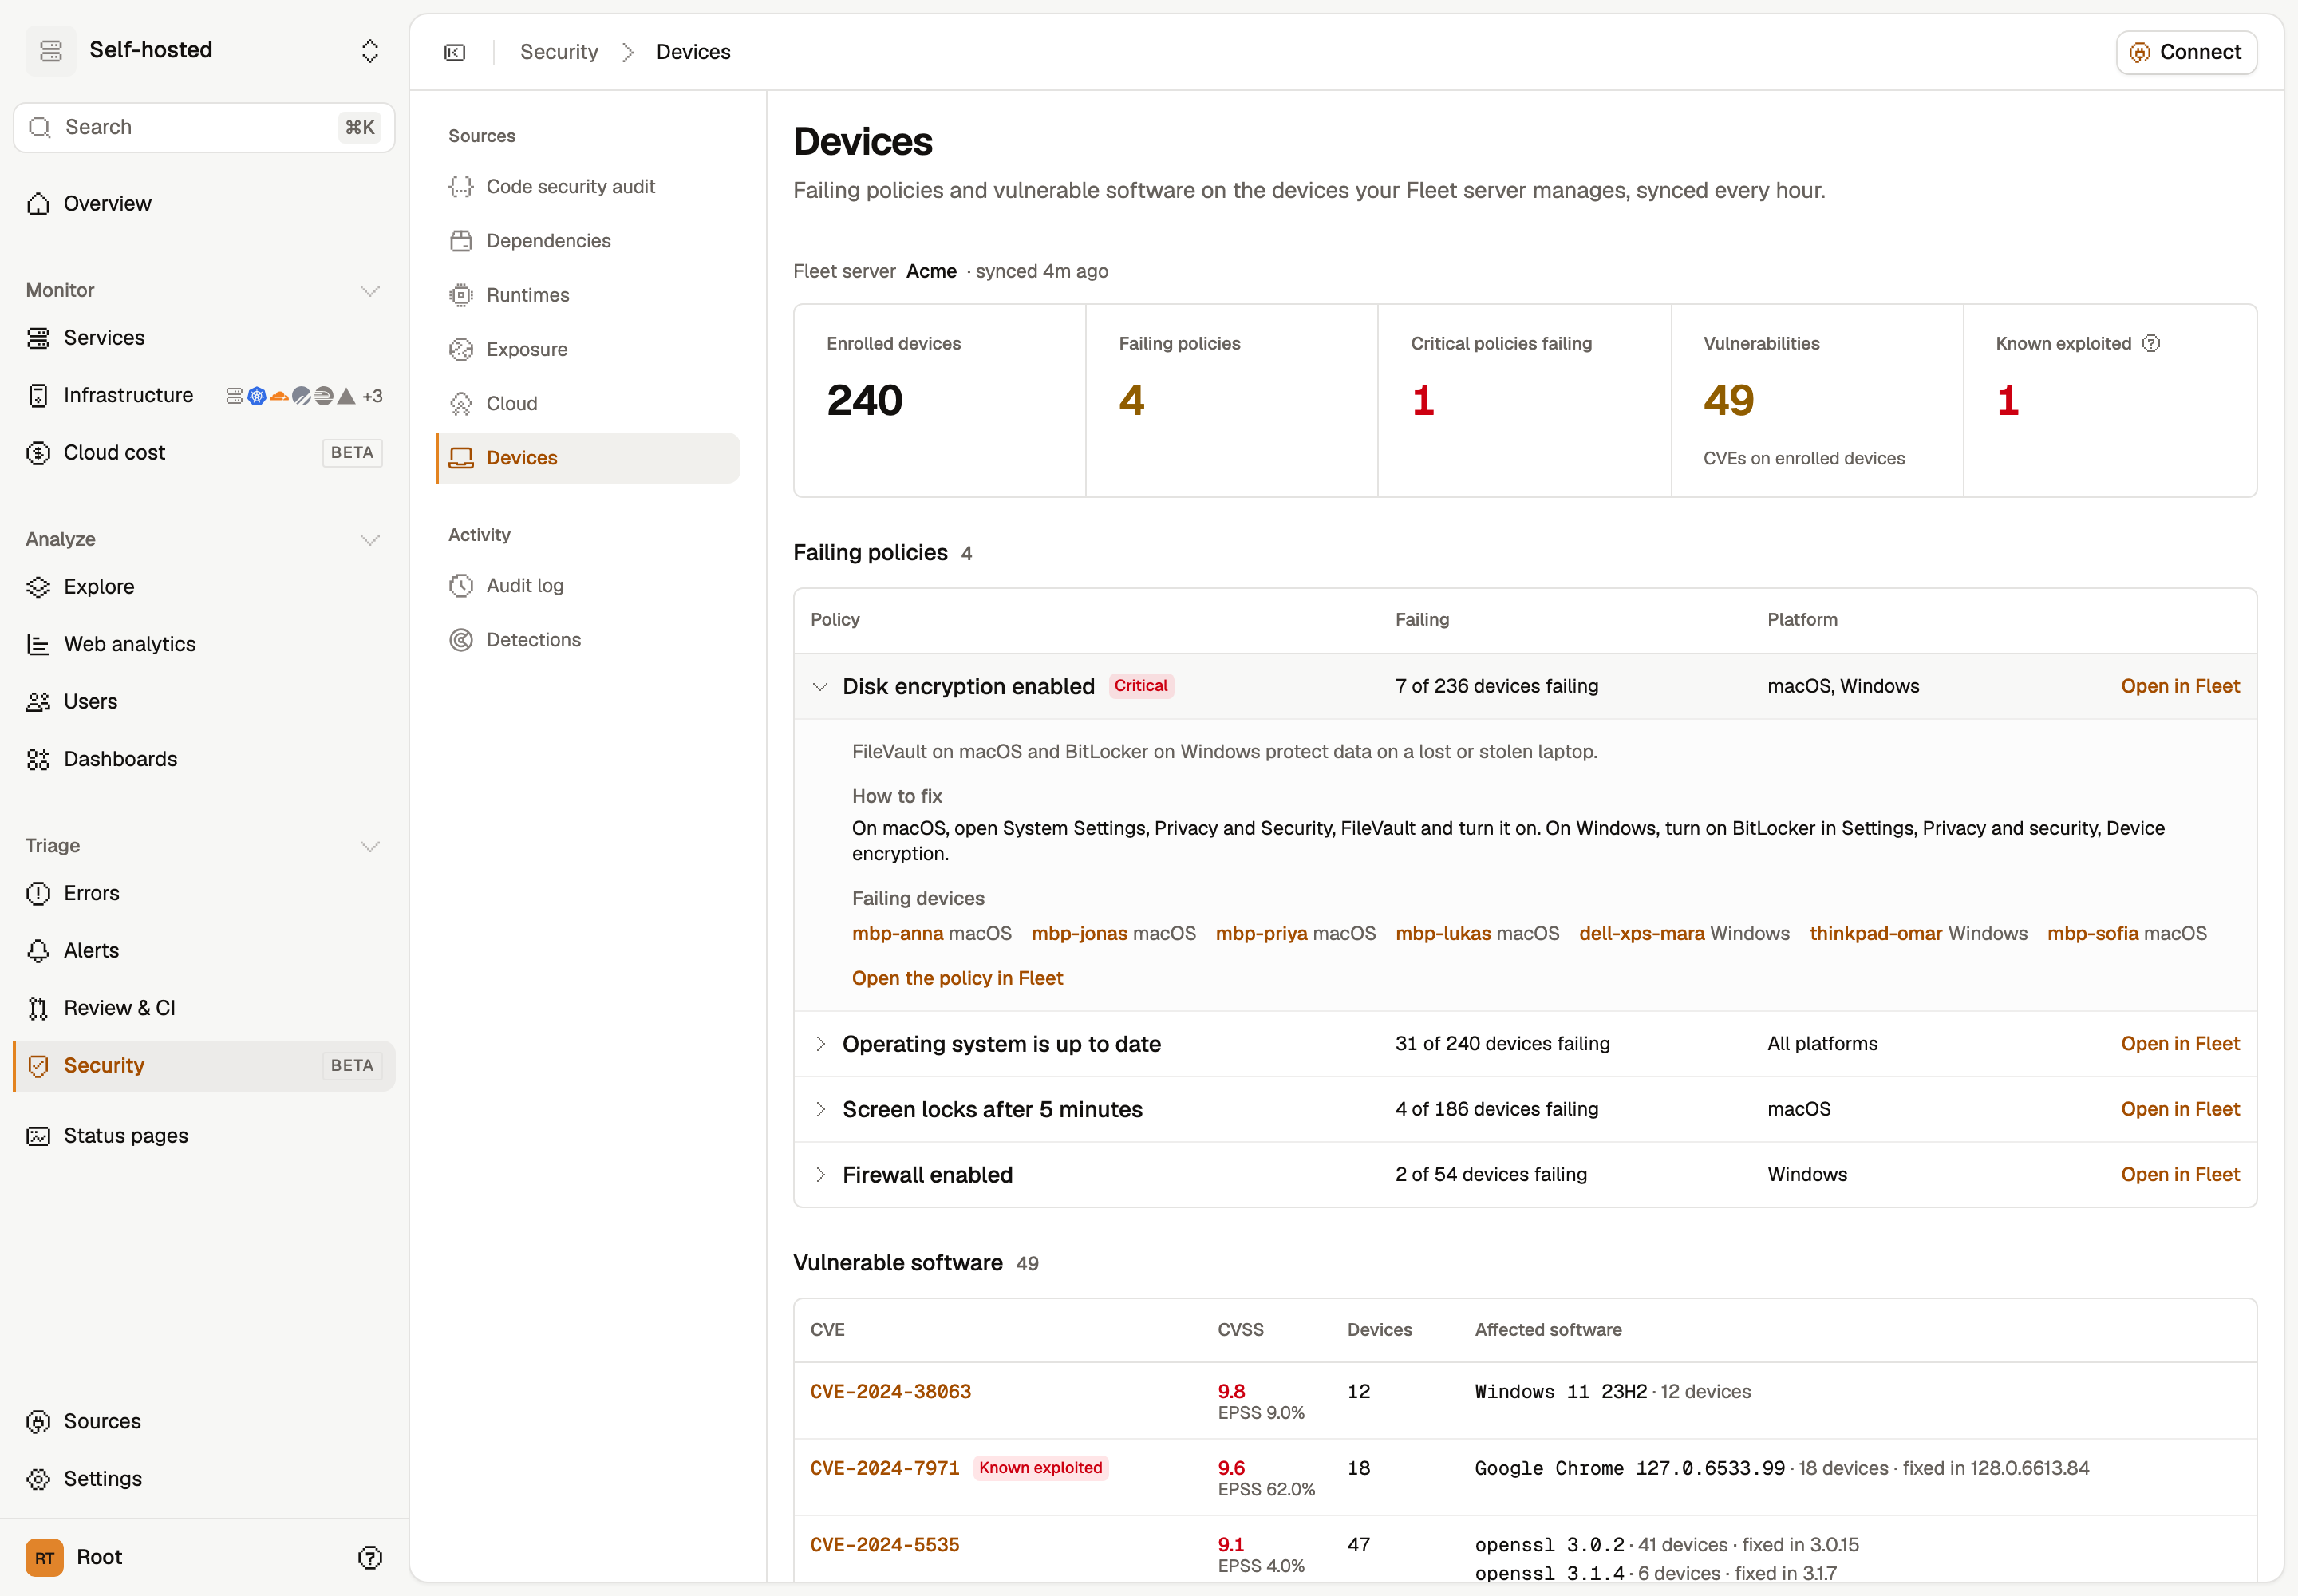 Self-hosted
Search ⌘K
Overview
Monitor
Services
Infrastructure +3
Cloud cost BETA
Analyze
Explore
Web analytics
Users
Dashboards
Triage
Errors
Alerts
Review & CI
Security BETA
Status pages
Sources
Settings
RT Root
Security Devices
Connect
Sources
Code security audit
Dependencies
Runtimes
Exposure
Cloud
Devices
Activity
Audit log
Detections
Devices
Failing policies and vulnerable software on the devices your Fleet server manages, synced every hour.
Fleet server Acme · synced 4m ago
Enrolled devices
240
Failing policies
4
Critical policies failing
1
Vulnerabilities
49
CVEs on enrolled devices
Known exploited
1
Failing policies 4
Policy Failing Platform
Disk encryption enabled Critical 7 of 236 devices failing macOS, Windows Open in Fleet
FileVault on macOS and BitLocker on Windows protect data on a lost or stolen laptop.
How to fix
On macOS, open System Settings, Privacy and Security, FileVault and turn it on. On Windows, turn on BitLocker in Settings, Privacy and security, Device
encryption.
Failing devices
mbp-anna macOS mbp-jonas macOS mbp-priya macOS mbp-lukas macOS dell-xps-mara Windows thinkpad-omar Windows mbp-sofia macOS
Open the policy in Fleet
Operating system is up to date 31 of 240 devices failing All platforms Open in Fleet
Screen locks after 5 minutes 4 of 186 devices failing macOS Open in Fleet
Firewall enabled 2 of 54 devices failing Windows Open in Fleet
Vulnerable software 49
CVE CVSS Devices Affected software
CVE-2024-38063 9.8 12 Windows 11 23H2 · 12 devices
EPSS 9.0%
CVE-2024-7971 Known exploited 9.6 18 Google Chrome 127.0.6533.99 · 18 devices · fixed in 128.0.6613.84
EPSS 62.0%
CVE-2024-5535 9.1 47 openssl 3.0.2 · 41 devices · fixed in 3.0.15
EPSS 4.0%
openssl 3.1.4 · 6 devices · fixed in 3.1.7